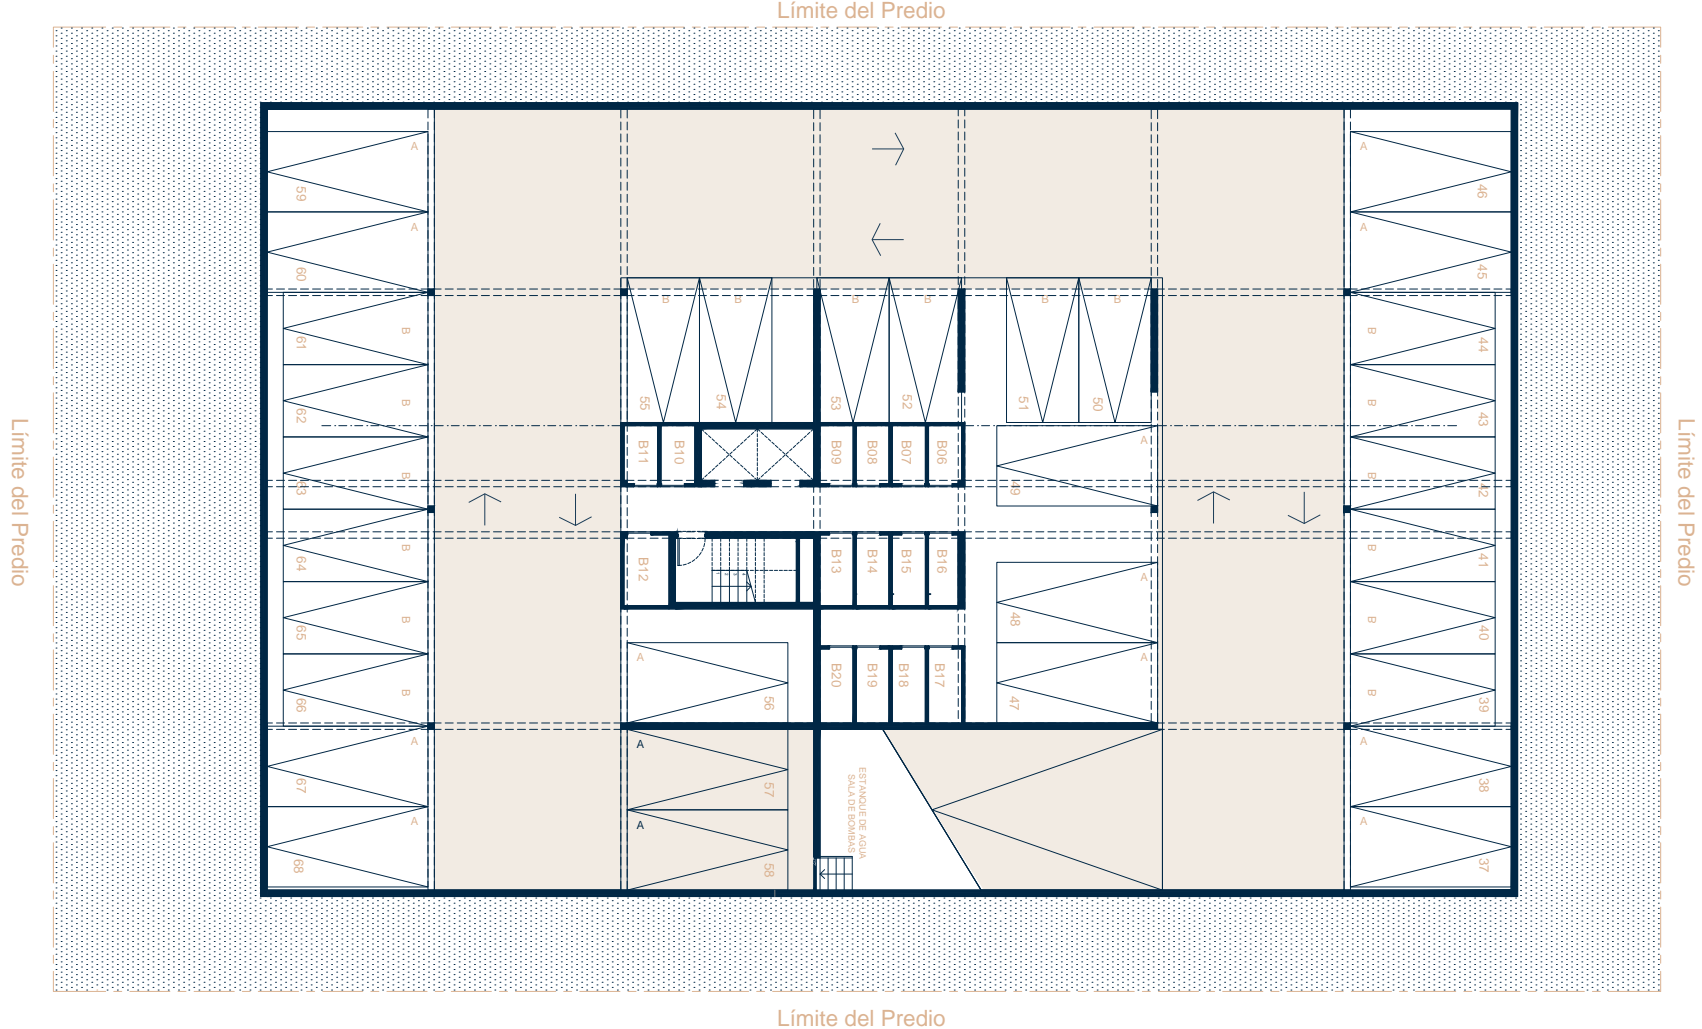 Límite del Predio
A
59
A
60
61
B
62
B
63
B
64
B
65
B
66
B
A
67
A
68
B
B
B
B
B
B
55
54
53
52
51
50
B11
B10
B09
B08
B07
B06
A
49
B12
B13
B14
B15
B16
A
48
A
47
A
56
B20
B19
B18
B17
A
57
A
58
ESTANQUE DE AGUA
SALA DE BOMBAS
A
46
A
45
B
44
B
43
B
42
B
41
B
40
B
39
A
38
A
37
Límite del Predio
Límite del Predio
Límite del Predio